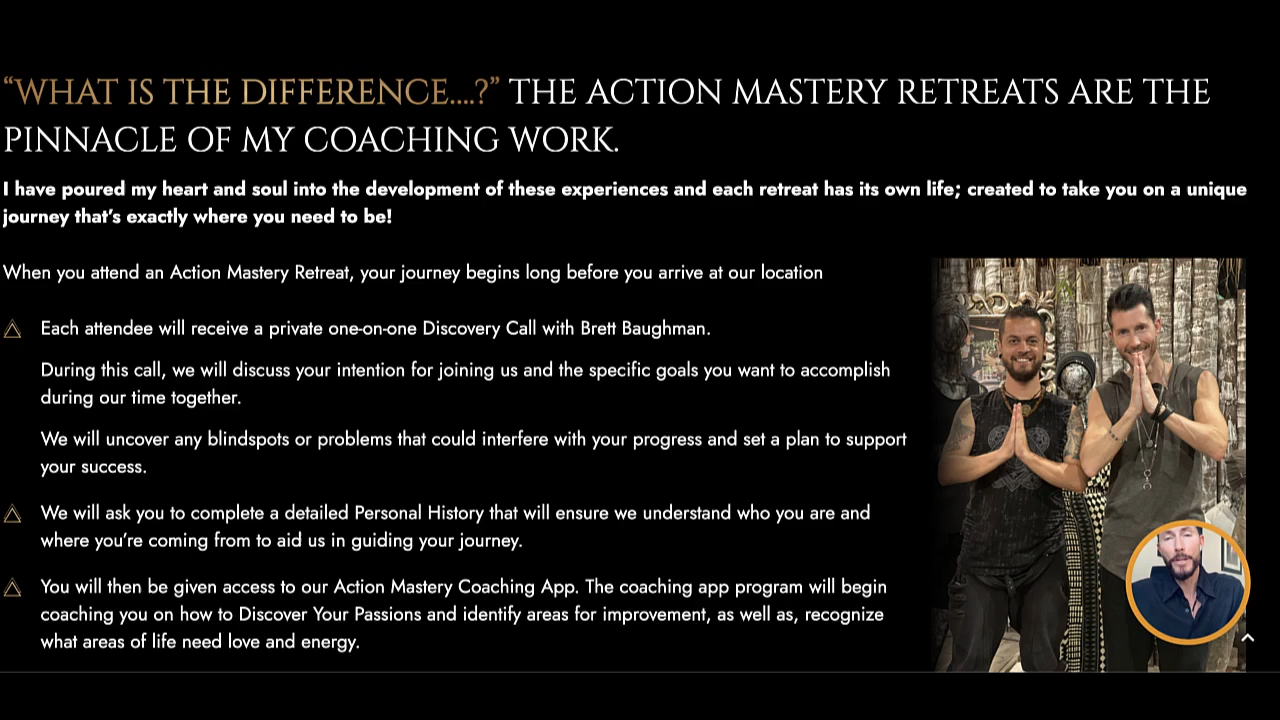 “WHAT IS THE DIFFERENCE....?” THE ACTION MASTERY RETREATS ARE THE
PINNACLE OF MY COACHING WORK.
I have poured my heart and soul into the development of these experiences and each retreat has its own life; created to take you on a unique
journey that's exactly where you need to be!
When you attend an Action Mastery Retreat, your journey begins long before you arrive at our location
Each attendee will receive a private one-on-one Discovery Call with Brett Baughman.
During this call, we will discuss your intention for joining us and the specific goals you want to accomplish
during our time together.
We will uncover any blindspots or problems that could interfere with your progress and set a plan to support
your success.
We will ask you to complete a detailed Personal History that will ensure we understand who you are and
where you're coming from to aid us in guiding your journey.
You will then be given access to our Action Mastery Coaching App. The coaching app program will begin
coaching you on how to Discover Your Passions and identify areas for improvement, as well as, recognize
what areas of life need love and energy.